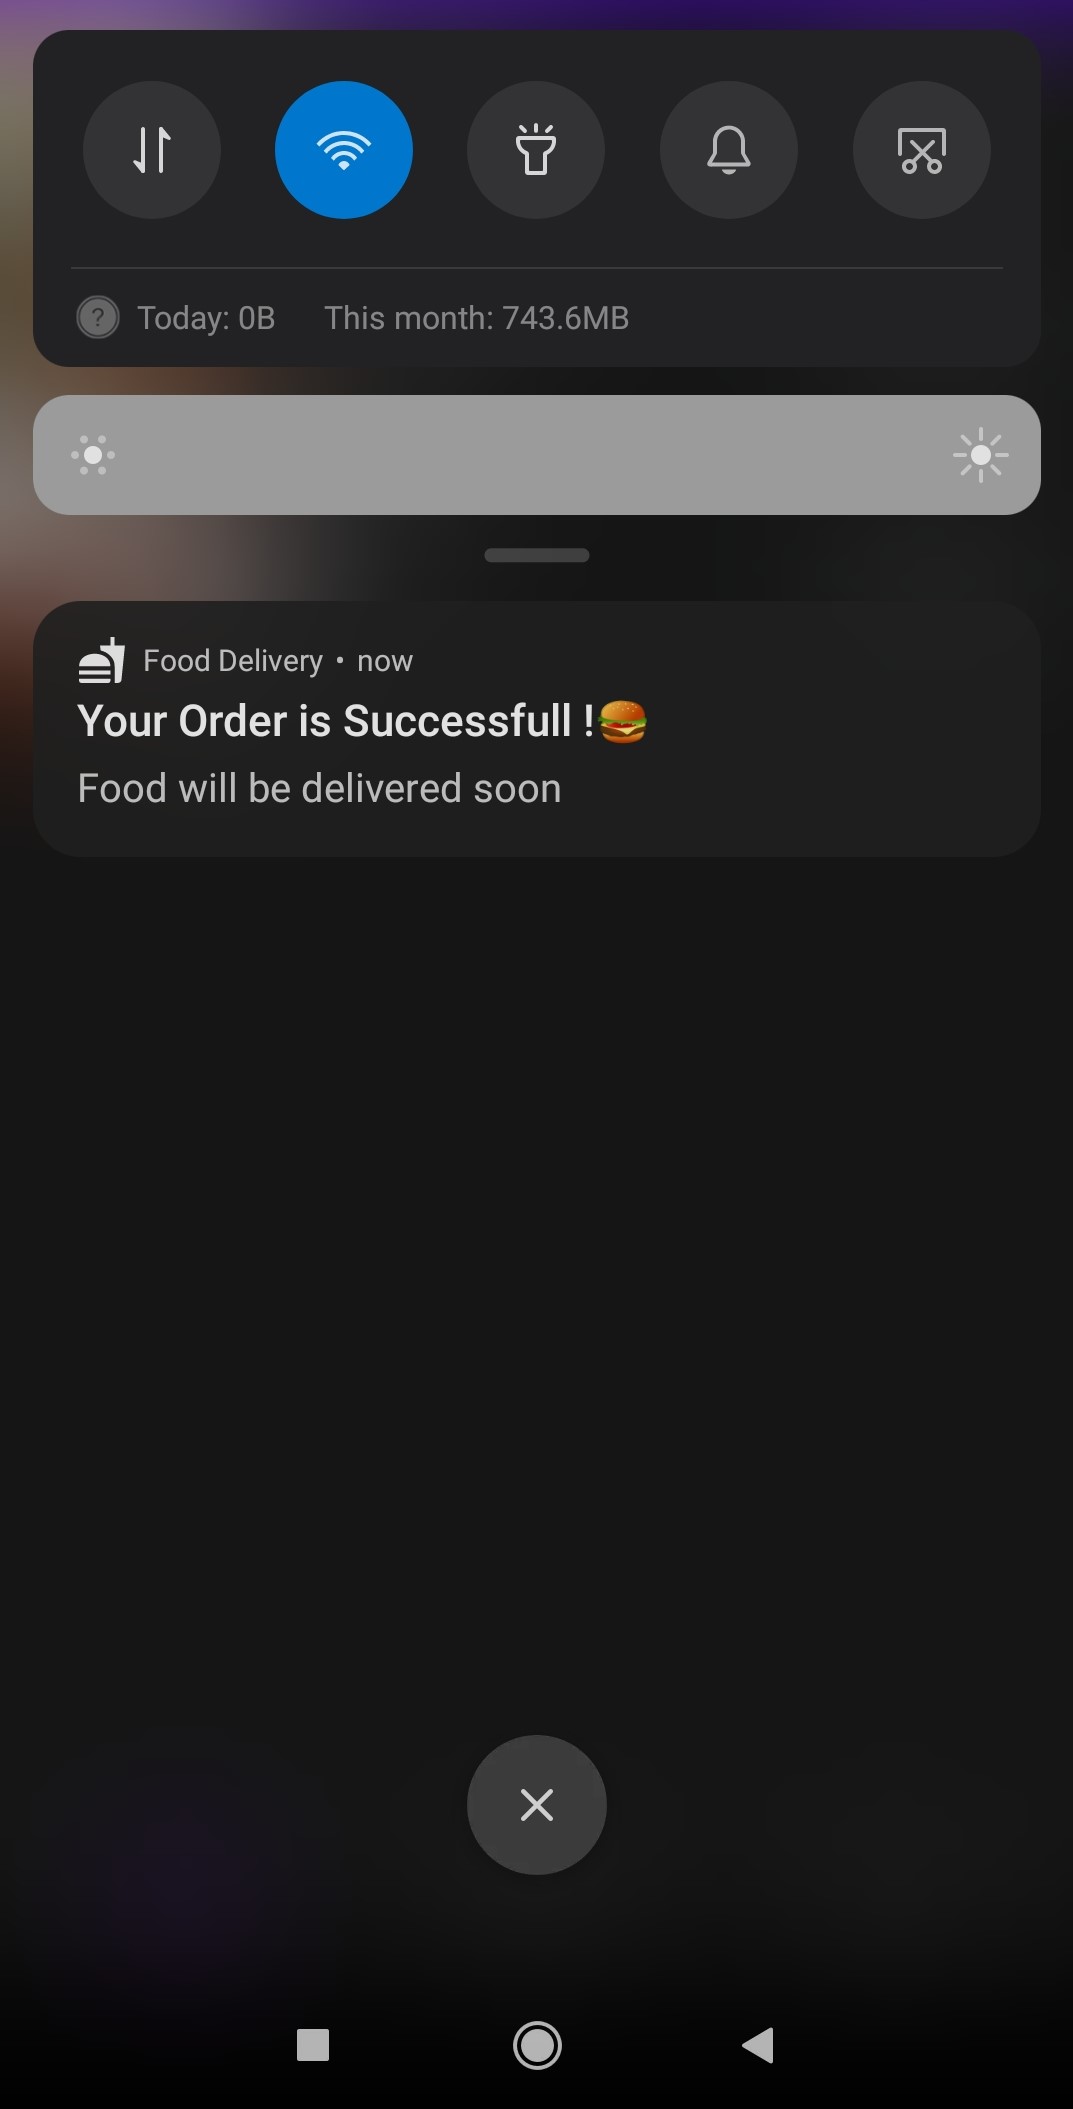 Today: 0B This month: 743.6MB
Food Delivery • now
Your Order is Successfull !🍔
Food will be delivered soon